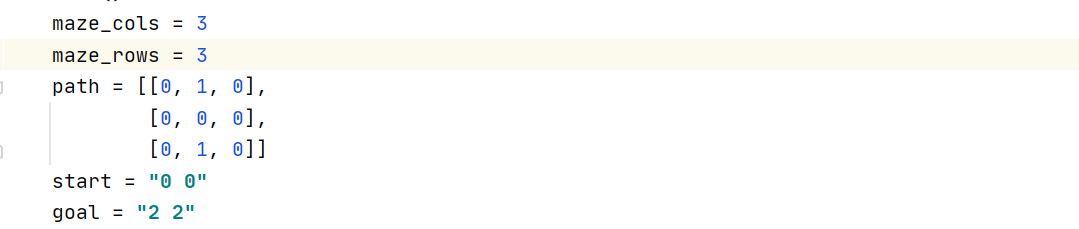 maze_cols = 3
maze_rows = 3
path = [[0, 1, 0],
[0, 0, 0],
[0, 1, 0]]
start = "0 0"
goal = "2 2"